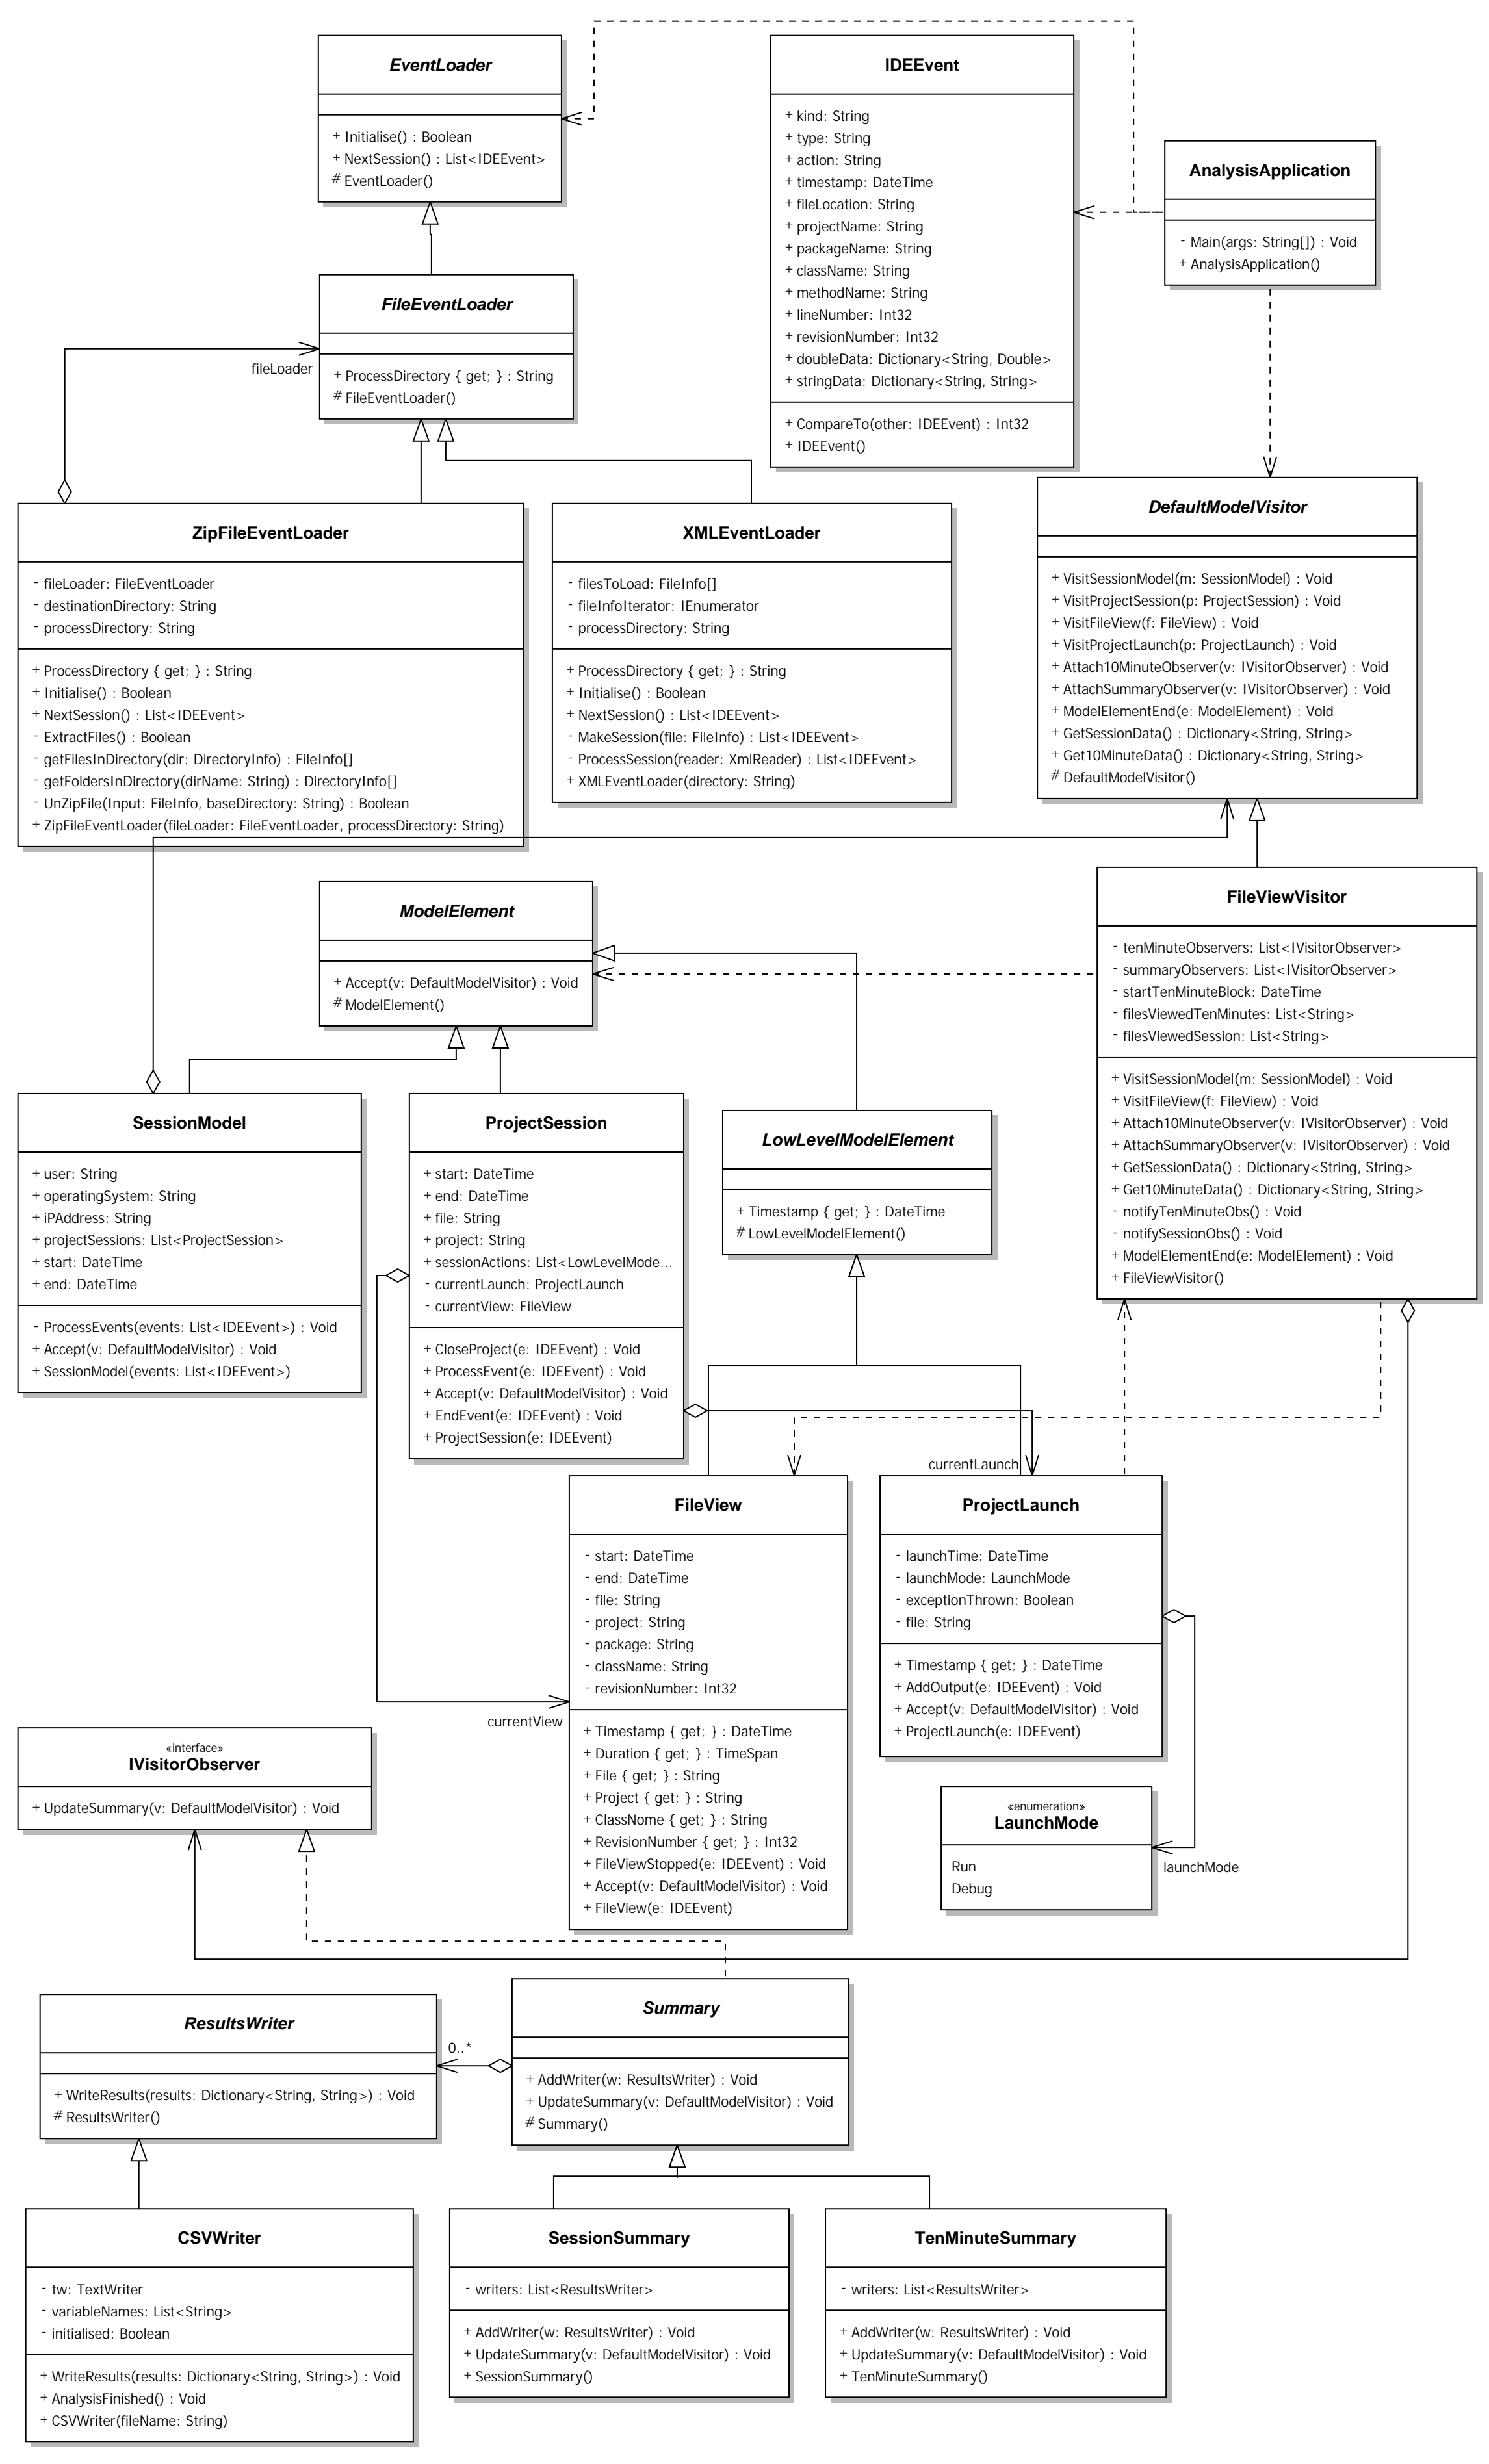 EventLoader
+ Initialise() : Boolean
+ NextSession() : List<IDEEvent>
# EventLoader()
IDEEvent
+ kind: String
+ type: String
+ action: String
+ timestamp: DateTime
+ fileLocation: String
+ projectName: String
+ packageName: String
+ className: String
+ methodName: String
+ lineNumber: Int32
+ revisionNumber: Int32
+ doubleData: Dictionary<String, Double>
+ stringData: Dictionary<String, String>
+ CompareTo(other: IDEEvent) : Int32
+ IDEEvent()
AnalysisApplication
- Main(args: String[]) : Void
+ AnalysisApplication()
FileEventLoader
+ ProcessDirectory { get; } : String
# FileEventLoader()
fileLoader
ZipFileEventLoader
- fileLoader: FileEventLoader
- destinationDirectory: String
- processDirectory: String
+ ProcessDirectory { get; } : String
+ Initialise() : Boolean
+ NextSession() : List<IDEEvent>
- ExtractFiles() : Boolean
- getFilesInDirectory(dir: DirectoryInfo) : FileInfo[]
- getFoldersInDirectory(dirName: String) : DirectoryInfo[]
- UnZipFile(Input: FileInfo, baseDirectory: String) : Boolean
+ ZipFileEventLoader(fileLoader: FileEventLoader, processDirectory: String)
XMLEventLoader
- filesToLoad: FileInfo[]
- fileInfoIterator: IEnumerator
- processDirectory: String
+ ProcessDirectory { get; } : String
+ Initialise() : Boolean
+ NextSession() : List<IDEEvent>
- MakeSession(file: FileInfo) : List<IDEEvent>
- ProcessSession(reader: XmlReader) : List<IDEEvent>
+ XMLEventLoader(directory: String)
DefaultModelVisitor
+ VisitSessionModel(m: SessionModel) : Void
+ VisitProjectSession(p: ProjectSession) : Void
+ VisitFileView(f: FileView) : Void
+ VisitProjectLaunch(p: ProjectLaunch) : Void
+ Attach10MinuteObserver(v: IVisitorObserver) : Void
+ AttachSummaryObserver(v: IVisitorObserver) : Void
+ ModelElementEnd(e: ModelElement) : Void
+ GetSessionData() : Dictionary<String, String>
+ Get10MinuteData() : Dictionary<String, String>
# DefaultModelVisitor()
ModelElement
+ Accept(v: DefaultModelVisitor) : Void
# ModelElement()
FileViewVisitor
- tenMinuteObservers: List<IVisitorObserver>
- summaryObservers: List<IVisitorObserver>
- startTenMinuteBlock: DateTime
- filesViewedTenMinutes: List<String>
- filesViewedSession: List<String>
+ VisitSessionModel(m: SessionModel) : Void
+ VisitFileView(f: FileView) : Void
+ Attach10MinuteObserver(v: IVisitorObserver) : Void
+ AttachSummaryObserver(v: IVisitorObserver) : Void
+ GetSessionData() : Dictionary<String, String>
+ Get10MinuteData() : Dictionary<String, String>
- notifyTenMinuteObs() : Void
- notifySessionObs() : Void
+ ModelElementEnd(e: ModelElement) : Void
+ FileViewVisitor()
SessionModel
+ user: String
+ operatingSystem: String
+ iPAddress: String
+ projectSessions: List<ProjectSession>
+ start: DateTime
+ end: DateTime
- ProcessEvents(events: List<IDEEvent>) : Void
+ Accept(v: DefaultModelVisitor) : Void
+ SessionModel(events: List<IDEEvent>)
ProjectSession
+ start: DateTime
+ end: DateTime
+ file: String
+ project: String
+ sessionActions: List<LowLevelMode...
- currentLaunch: ProjectLaunch
- currentView: FileView
+ CloseProject(e: IDEEvent) : Void
+ ProcessEvent(e: IDEEvent) : Void
+ Accept(v: DefaultModelVisitor) : Void
+ EndEvent(e: IDEEvent) : Void
+ ProjectSession(e: IDEEvent)
LowLevelModelElement
+ Timestamp { get; } : DateTime
# LowLevelModelElement()
currentLaunch
FileView
- start: DateTime
- end: DateTime
- file: String
- project: String
- package: String
- className: String
- revisionNumber: Int32
+ Timestamp { get; } : DateTime
+ Duration { get; } : TimeSpan
+ File { get; } : String
+ Project { get; } : String
+ ClassNome { get; } : String
+ RevisionNumber { get; } : Int32
+ FileViewStopped(e: IDEEvent) : Void
+ Accept(v: DefaultModelVisitor) : Void
+ FileView(e: IDEEvent)
currentView
ProjectLaunch
- launchTime: DateTime
- launchMode: LaunchMode
- exceptionThrown: Boolean
- file: String
+ Timestamp { get; } : DateTime
+ AddOutput(e: IDEEvent) : Void
+ Accept(v: DefaultModelVisitor) : Void
+ ProjectLaunch(e: IDEEvent)
«interface»
IVisitorObserver
+ UpdateSummary(v: DefaultModelVisitor) : Void
«enumeration»
LaunchMode
Run
Debug
launchMode
ResultsWriter
+ WriteResults(results: Dictionary<String, String>) : Void
# ResultsWriter()
0..*
Summary
+ AddWriter(w: ResultsWriter) : Void
+ UpdateSummary(v: DefaultModelVisitor) : Void
# Summary()
CSVWriter
- tw: TextWriter
- variableNames: List<String>
- initialised: Boolean
+ WriteResults(results: Dictionary<String, String>) : Void
+ AnalysisFinished() : Void
+ CSVWriter(fileName: String)
SessionSummary
- writers: List<ResultsWriter>
+ AddWriter(w: ResultsWriter) : Void
+ UpdateSummary(v: DefaultModelVisitor) : Void
+ SessionSummary()
TenMinuteSummary
- writers: List<ResultsWriter>
+ AddWriter(w: ResultsWriter) : Void
+ UpdateSummary(v: DefaultModelVisitor) : Void
+ TenMinuteSummary()